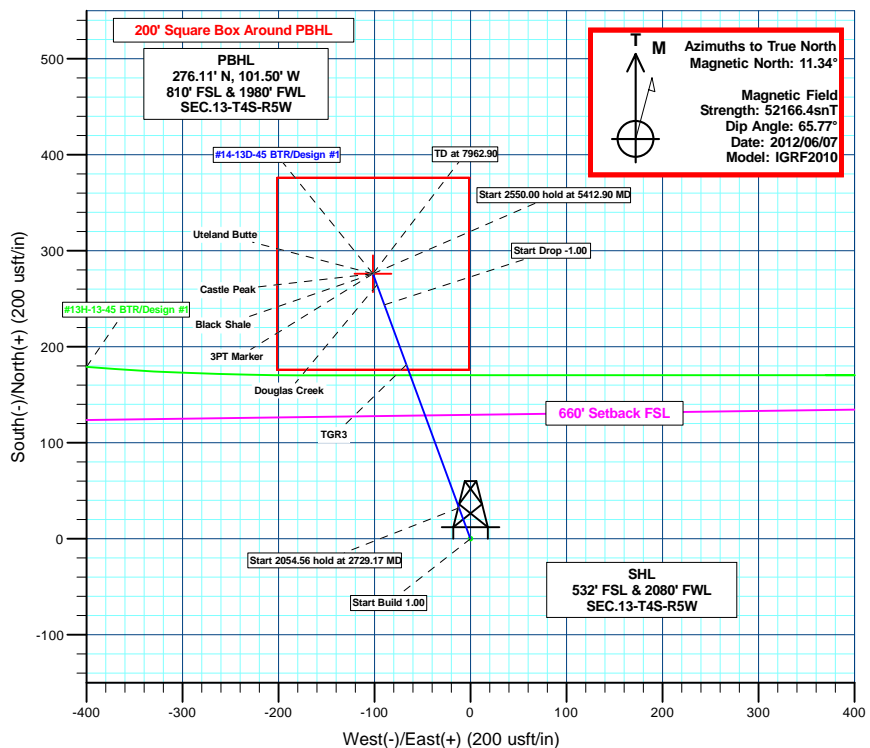 200' Square Box Around PBHL
PBHL
276.11' N, 101.50' W
810' FSL & 1980' FWL
SEC.13-T4S-R5W
T
M
Azimuths to True North
Magnetic North: 11.34°
Magnetic Field
Strength: 52166.4snT
Dip Angle: 65.77°
Date: 2012/06/07
Model: IGRF2010
#14-13D-45 BTR/Design #1
TD at 7962.90
Start 2550.00 hold at 5412.90 MD
Uteland Butte
Start Drop -1.00
Castle Peak
#13H-13-45 BTR/Design #1
Black Shale
3PT Marker
Douglas Creek
660' Setback FSL
TGR3
Start 2054.56 hold at 2729.17 MD
SHL
532' FSL & 2080' FWL
SEC.13-T4S-R5W
Start Build 1.00
South(-)/North(+) (200 usft/in)
500
400
300
200
100
0
-100
-400
-300
-200
-100
0
100
200
300
400
West(-)/East(+) (200 usft/in)